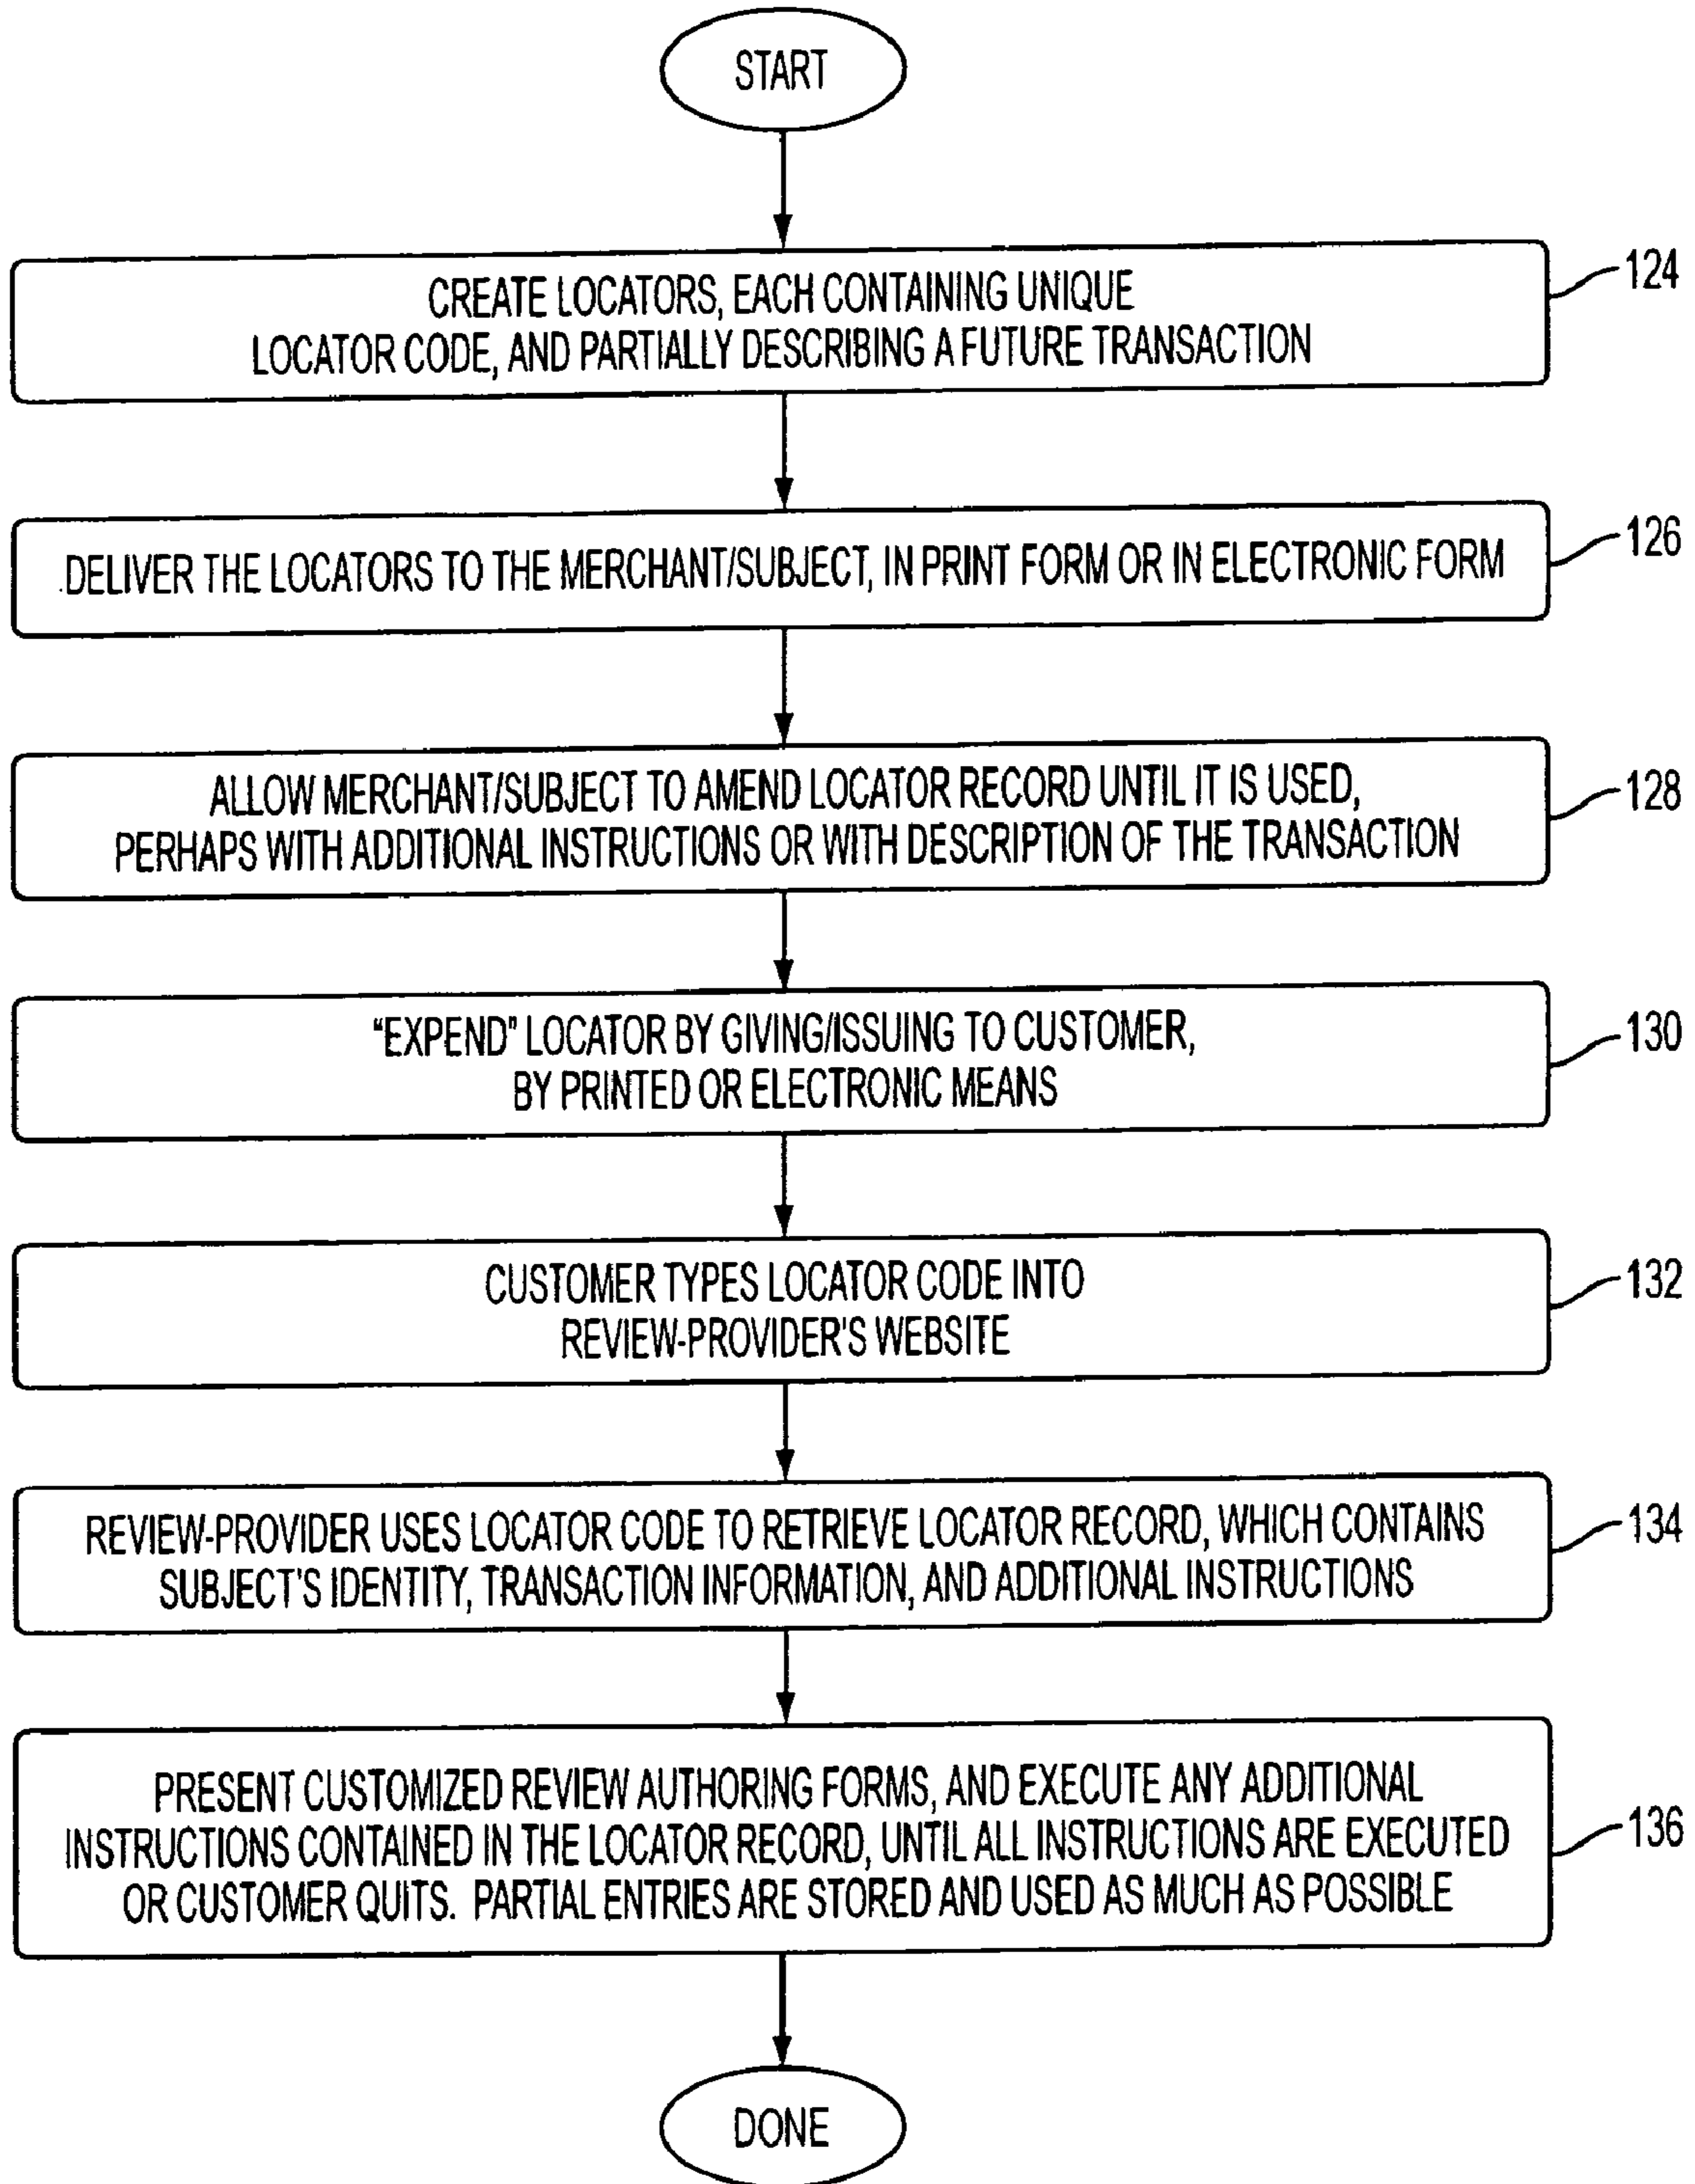 START
CREATE LOCATORS, EACH CONTAINING UNIQUE
LOCATOR CODE, AND PARTIALLY DESCRIBING A FUTURE TRANSACTION
124
DELIVER THE LOCATORS TO THE MERCHANT/SUBJECT, IN PRINT FORM OR IN ELECTRONIC FORM
126
ALLOW MERCHANT/SUBJECT TO AMEND LOCATOR RECORD UNTIL IT IS USED,
PERHAPS WITH ADDITIONAL INSTRUCTIONS OR WITH DESCRIPTION OF THE TRANSACTION
128
“EXPEND” LOCATOR BY GIVING/ISSUING TO CUSTOMER,
BY PRINTED OR ELECTRONIC MEANS
130
CUSTOMER TYPES LOCATOR CODE INTO
REVIEW-PROVIDER'S WEBSITE
132
REVIEW-PROVIDER USES LOCATOR CODE TO RETRIEVE LOCATOR RECORD, WHICH CONTAINS
SUBJECT'S IDENTITY, TRANSACTION INFORMATION, AND ADDITIONAL INSTRUCTIONS
134
PRESENT CUSTOMIZED REVIEW AUTHORING FORMS, AND EXECUTE ANY ADDITIONAL
INSTRUCTIONS CONTAINED IN THE LOCATOR RECORD, UNTIL ALL INSTRUCTIONS ARE EXECUTED
OR CUSTOMER QUITS. PARTIAL ENTRIES ARE STORED AND USED AS MUCH AS POSSIBLE
136
DONE